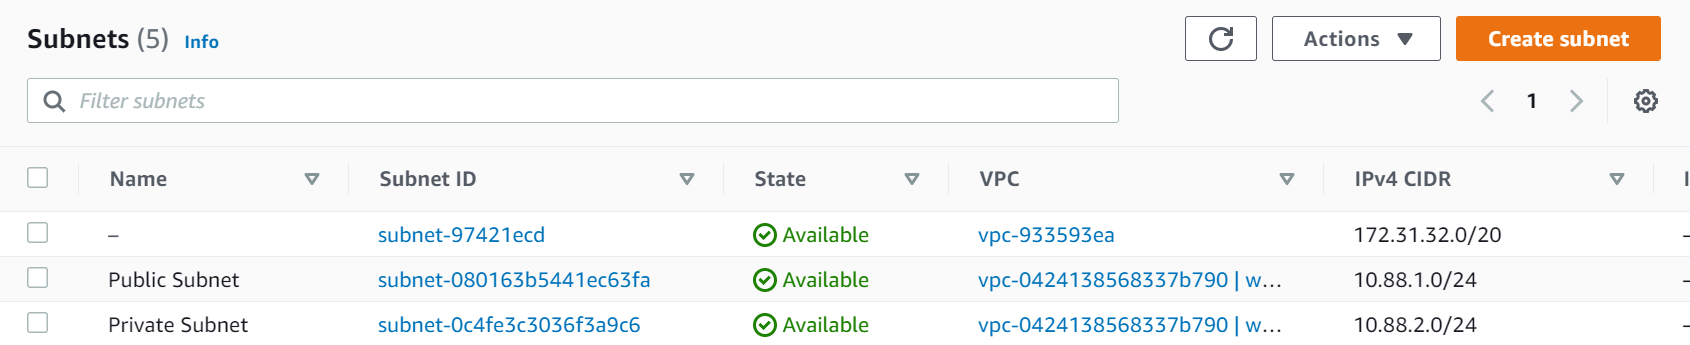 Subnets (5) Info
Actions
Create subnet
Filter subnets
1
Name Subnet ID State VPC IPv4 CIDR
– subnet-97421ecd Available vpc-933593ea 172.31.32.0/20 –
Public Subnet subnet-080163b5441ec63fa Available vpc-0424138568337b790 | w... 10.88.1.0/24 –
Private Subnet subnet-0c4fe3c3036f3a9c6 Available vpc-0424138568337b790 | w... 10.88.2.0/24 –